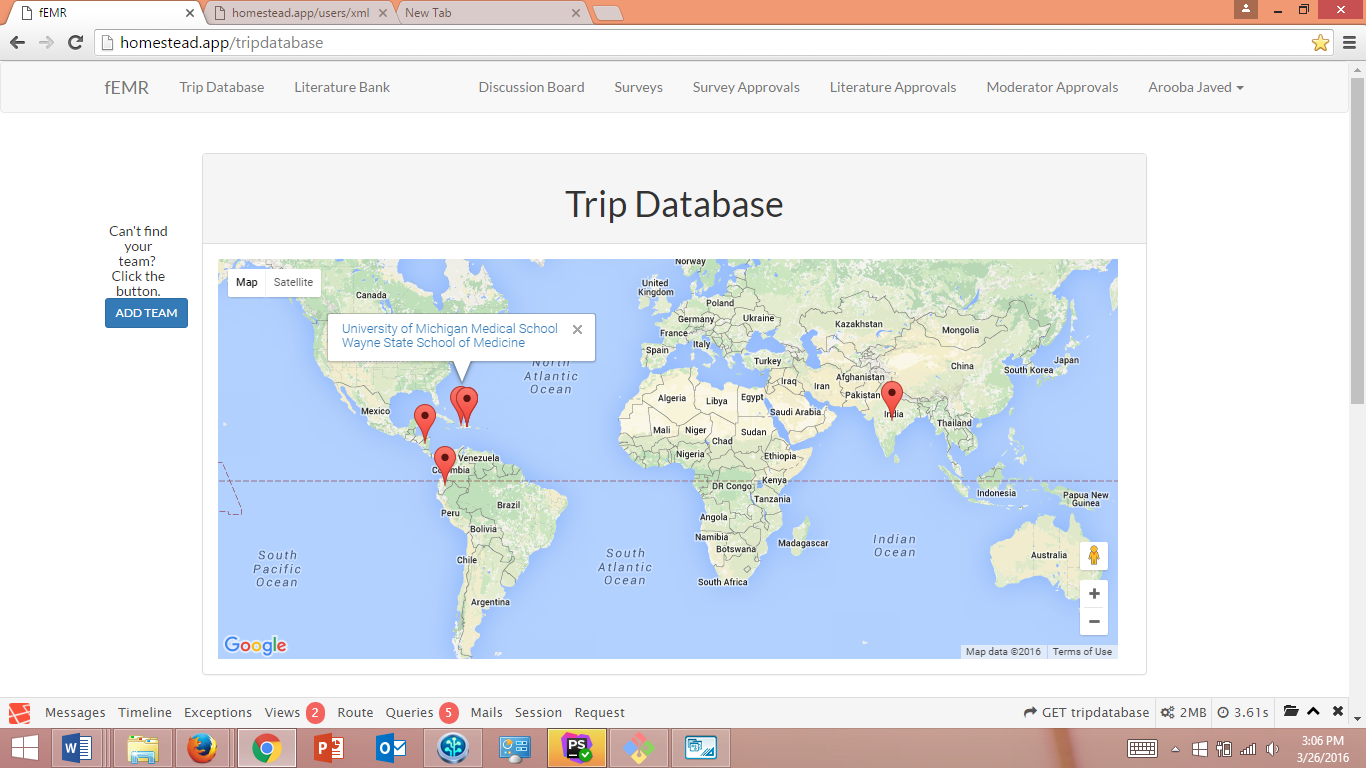 fEMR
homestead.app/users/xml
New Tab
homestead.app/tripdatabase
fEMR Trip Database Literature Bank Discussion Board Surveys Survey Approvals Literature Approvals Moderator Approvals Arooba Javed
Trip Database
Can't find
your
team?
Click the
button.
ADD TEAM
Map Satellite
University of Michigan Medical School
Wayne State School of Medicine
Canada
Mexico
North
Atlantic
Ocean
Venezuela
Colombia
Brazil
Peru
Bolivia
Chile
Argentina
South
Pacific
Ocean
South
Atlantic
Ocean
Norway
United
Kingdom
Poland
Germany
Ukraine
France
Italy
Spain
Turkey
Kazakhstan
Mongolia
China
Japan
South Korea
Afghanistan
Iraq
Iran
Pakistan
India
Thailand
Algeria
Libya
Egypt
Saudi Arabia
Mali
Niger
Chad
Sudan
Nigeria
Ethiopia
DR Congo
Kenya
Tanzania
Angola
Namibia
Botswana
Madagascar
South Africa
Indian
Ocean
Indonesia
Papua New
Guinea
Australia
Google
Map data ©2016 Terms of Use
Messages Timeline Exceptions Views 2 Route Queries 5 Mails Session Request GET tripdatabase 2MB 3.61s
3:06 PM
3/26/2016